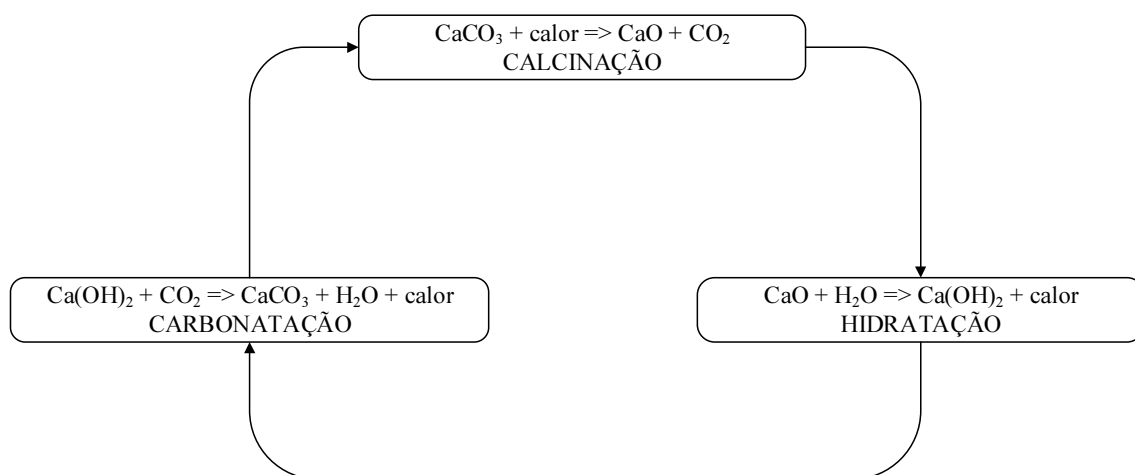 CaCO₃ + calor => CaO + CO₂
CALCINAÇÃO
Ca(OH)₂ + CO₂ => CaCO₃ + H₂O + calor
CARBONATAÇÃO
CaO + H₂O => Ca(OH)₂ + calor
HIDRATAÇÃO